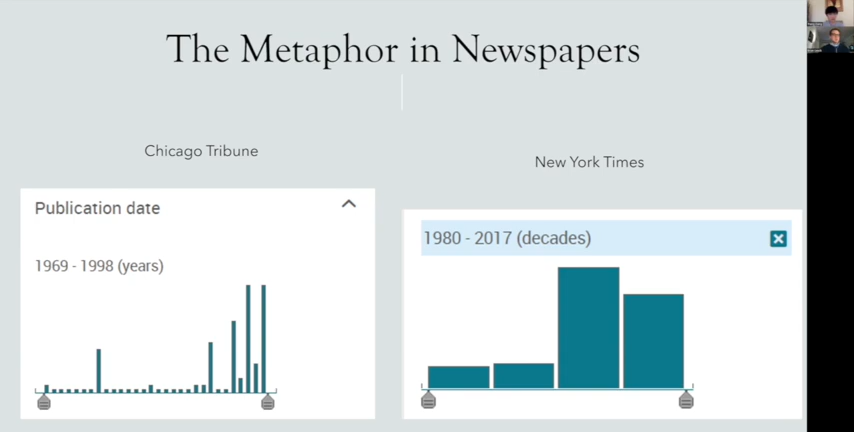 The Metaphor in Newspapers
Chicago Tribune
New York Times
Publication date
1969 - 1998 (years)
1980 - 2017 (decades)